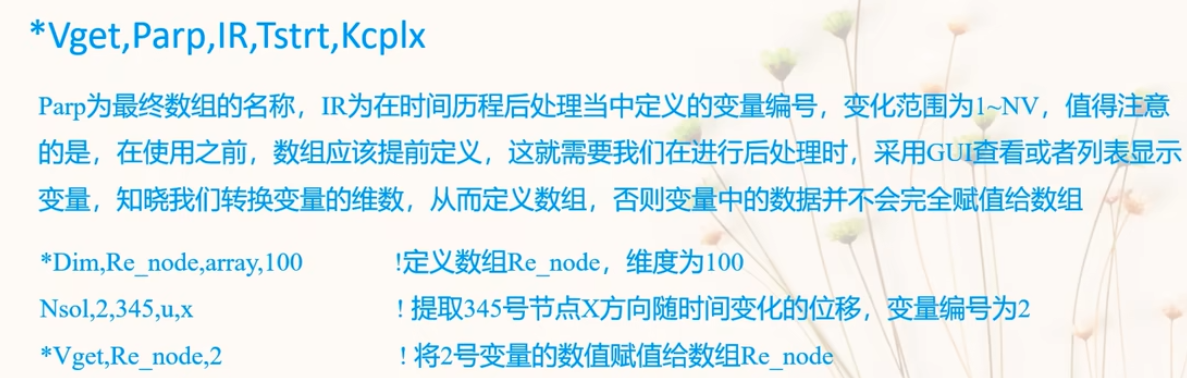 *Vget,Parp,IR,Tstrt,Kcplx
Parp为最终数组的名称，IR为在时间历程后处理当中定义的变量编号，变化范围为1~NV，值得注意
的是，在使用之前，数组应该提前定义，这就需要我们在进行后处理时，采用GUI查看或者列表显示
变量，知晓我们转换变量的维数，从而定义数组，否则变量中的数据并不会完全赋值给数组
*Dim,Re_node,array,100 !定义数组Re_node，维度为100
Nsol,2,345,u,x ! 提取345号节点X方向随时间变化的位移，变量编号为2
*Vget,Re_node,2 ! 将2号变量的数值赋值给数组Re_node